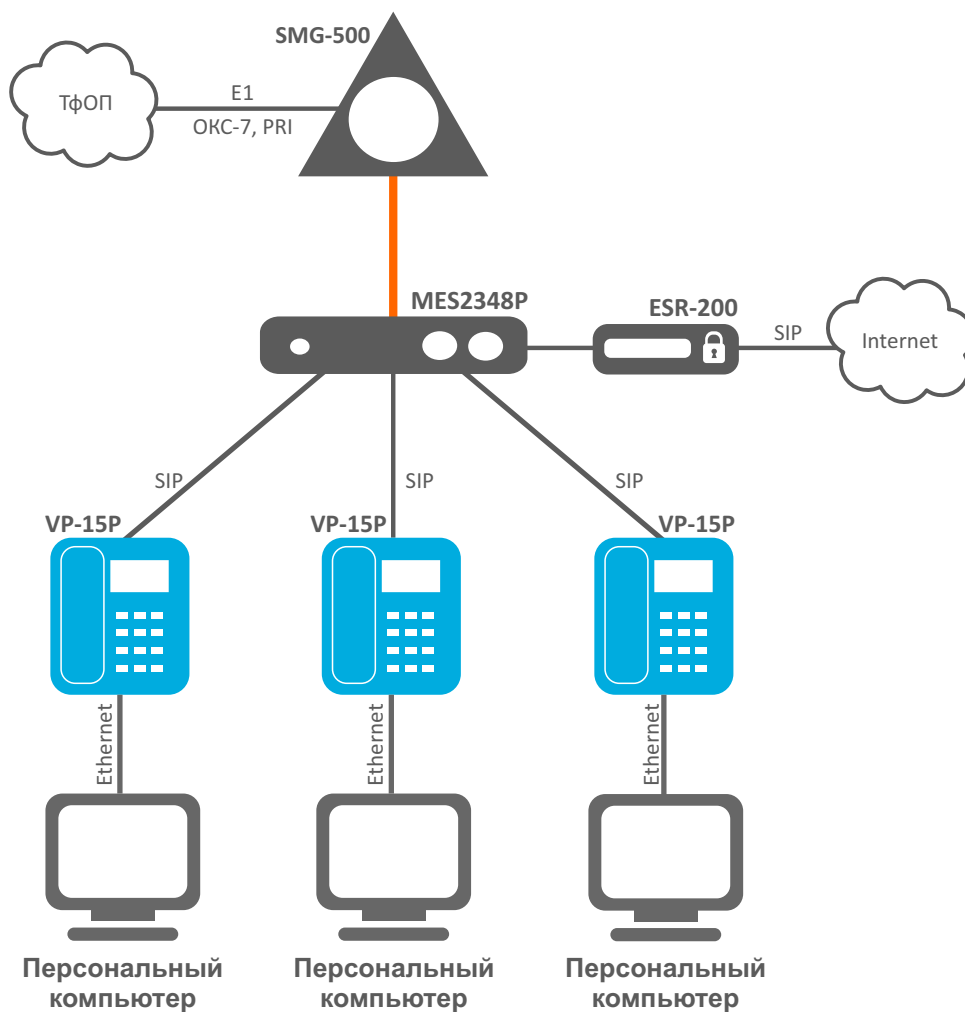 SMG-500
ТфОП
E1
ОКС-7, PRI
MES2348P
ESR-200
SIP
Internet
SIP
SIP
SIP
VP-15P
VP-15P
VP-15P
Ethernet
Ethernet
Ethernet
Персональный
компьютер
Персональный
компьютер
Персональный
компьютер